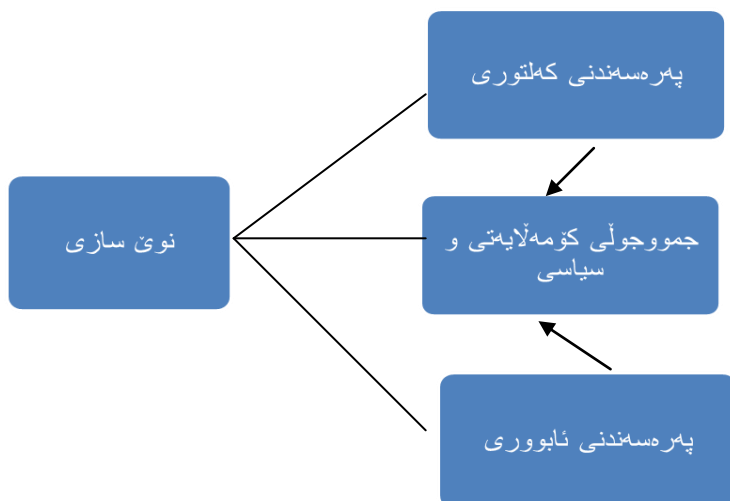 پەرەسەندنی کەلتوری
نوێ سازی
جمووجوڵی کۆمەڵایەتی و
سیاسی
پەرەسەندنی ئابووری